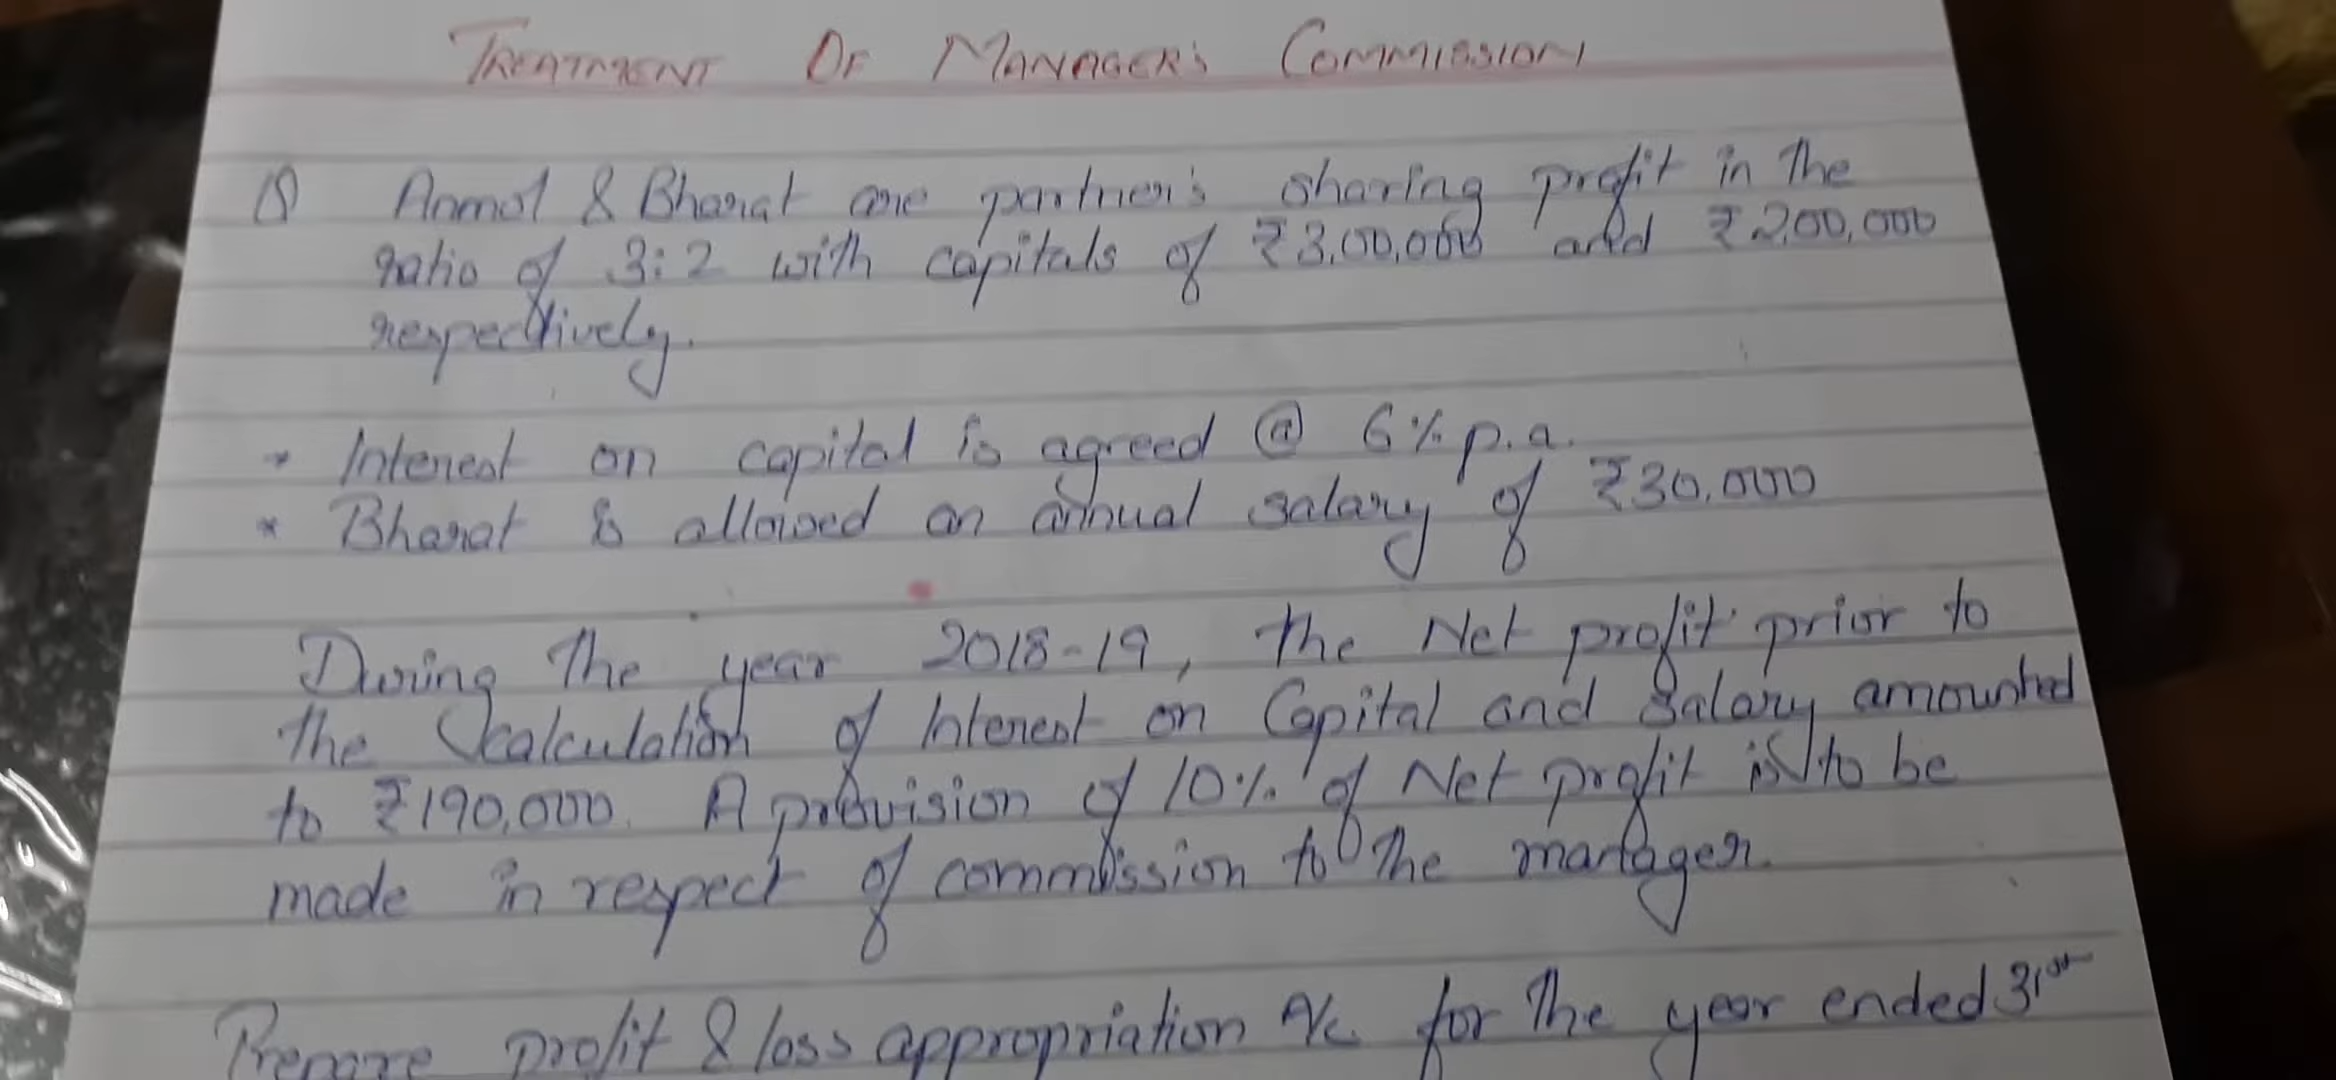 TREATMENT OF MANAGER'S COMMISSION
Q Anmol & Bharat are partner's sharing profit in the
ratio of 3:2 with capitals of ₹3,00,000 and ₹2,00,000
respectively.
* Interest on capital is agreed @ 6% p.a.
* Bharat is allowed an annual salary of ₹30,000
During the year 2018-19, the Net profit prior to
the calculation of Interest on Capital and Salary amounted
to ₹190,000. A provision of 10% of Net profit is to be
made in respect of commission to the manager.
Prepare profit & loss appropriation A/c for the year ended 31st